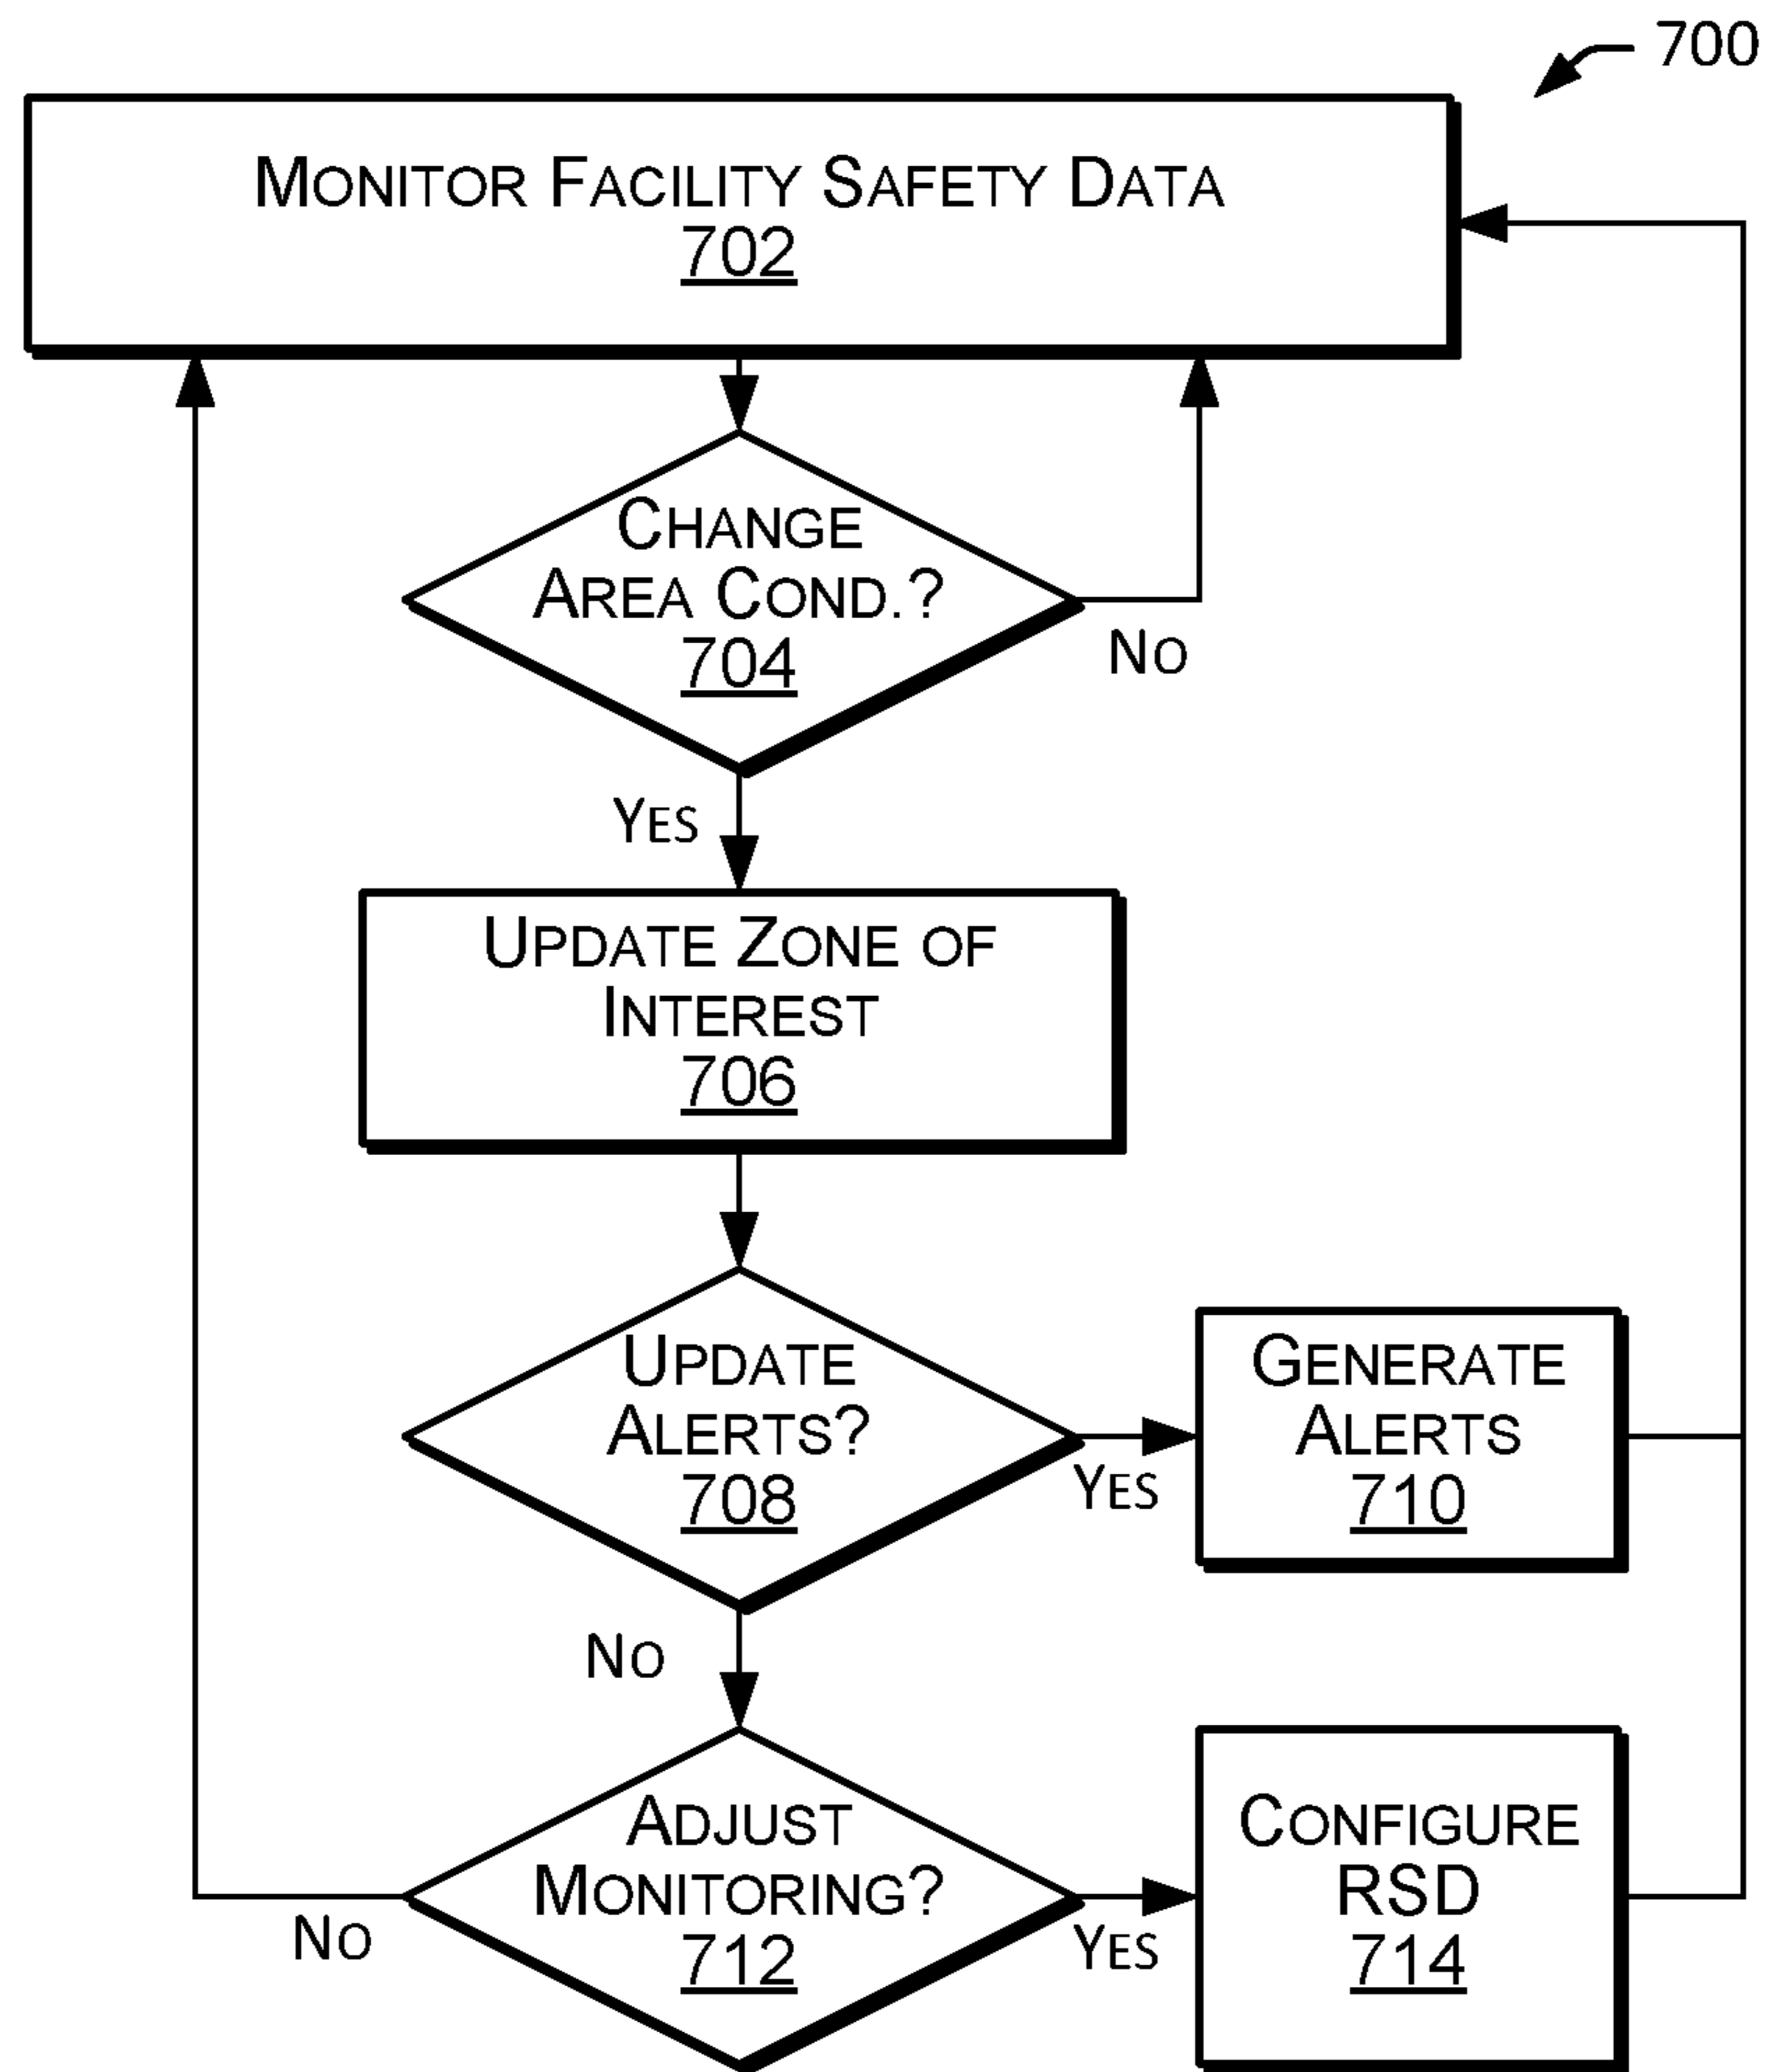 700
MONITOR FACILITY SAFETY DATA
702
CHANGE
AREA COND.?
704
NO
YES
UPDATE ZONE OF
INTEREST
706
UPDATE
ALERTS?
708
YES
GENERATE
ALERTS
710
NO
ADJUST
MONITORING?
712
NO
YES
CONFIGURE
RSD
714